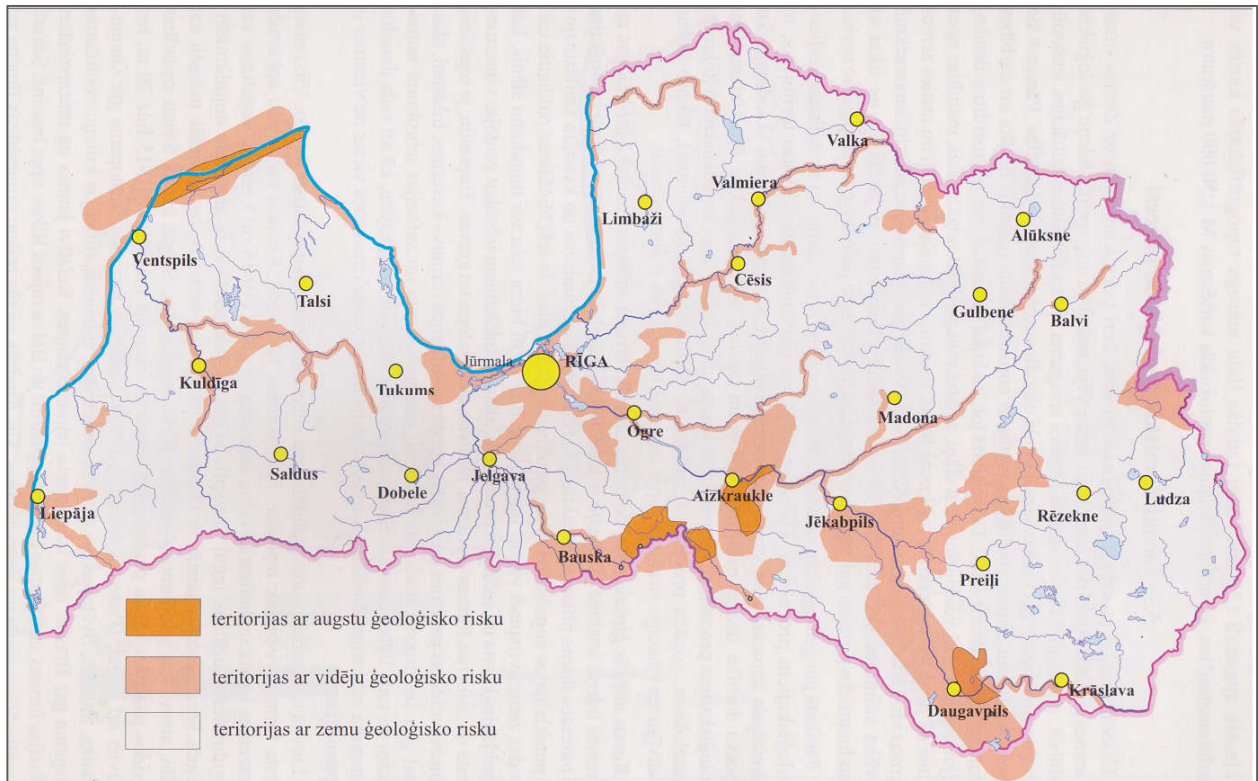 Valka
Valmiera
Limbaži
Alūksne
Ventspils
Cēsis
Talsi
Gulbene
Balvi
Jūrmala
RĪGA
Kuldīga
Tukums
Madona
Ogre
Saldus
Dobele
Jelgava
Aizkraukle
Jēkabpils
Rēzekne
Ludza
Liepāja
Bauska
Preiļi
Krāslava
Daugavpils
teritorijas ar augstu ģeoloģisko risku
teritorijas ar vidēju ģeoloģisko risku
teritorijas ar zemu ģeoloģisko risku